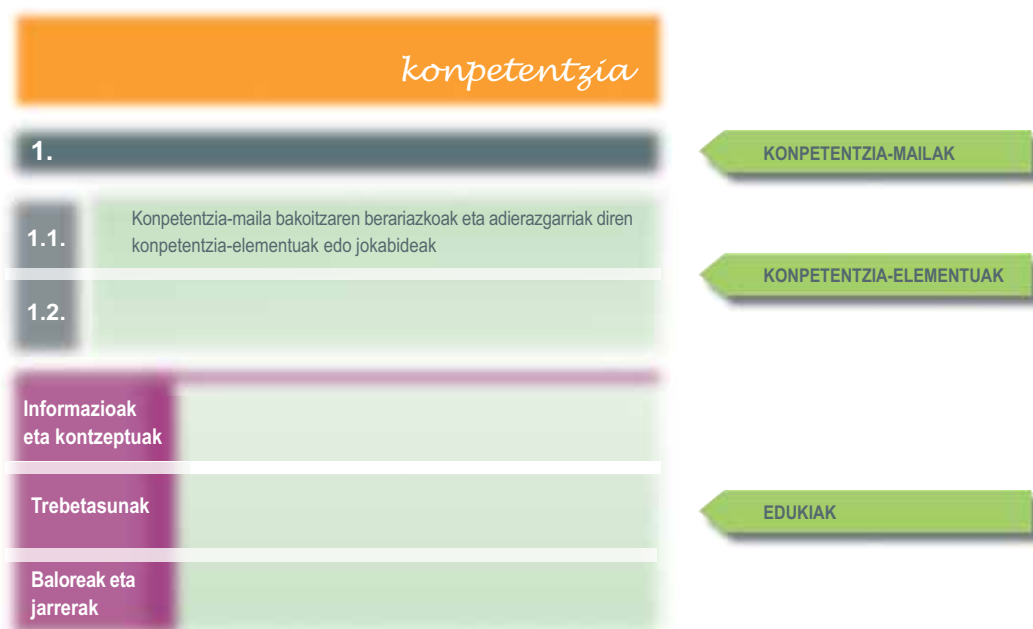 konpetentzia
1.
KONPETENTZIA-MAILAK
1.1.
Konpetentzia-maila bakoitzaren berariazkoak eta adierazgarriak diren
konpetentzia-elementuak edo jokabideak
KONPETENTZIA-ELEMENTUAK
1.2.
Informazioak
eta kontzeptuak
Trebetasunak
EDUKIAK
Baloreak eta
jarrerak